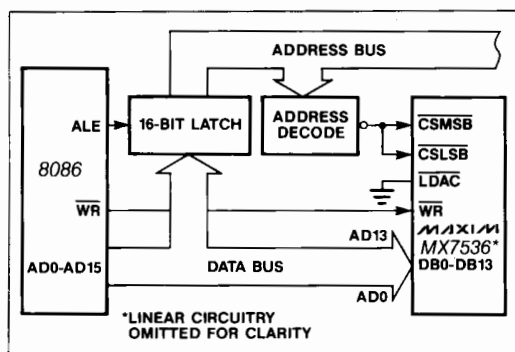 ADDRESS BUS
ALE
16-BIT LATCH
ADDRESS
DECODE
CSMSB
CSLSB
8086
LDAC
WR
WR
MAXIM
MX7536*
AD13
AD0-AD15
DATA BUS
DB0-DB13
AD0
*LINEAR CIRCUITRY
OMITTED FOR CLARITY